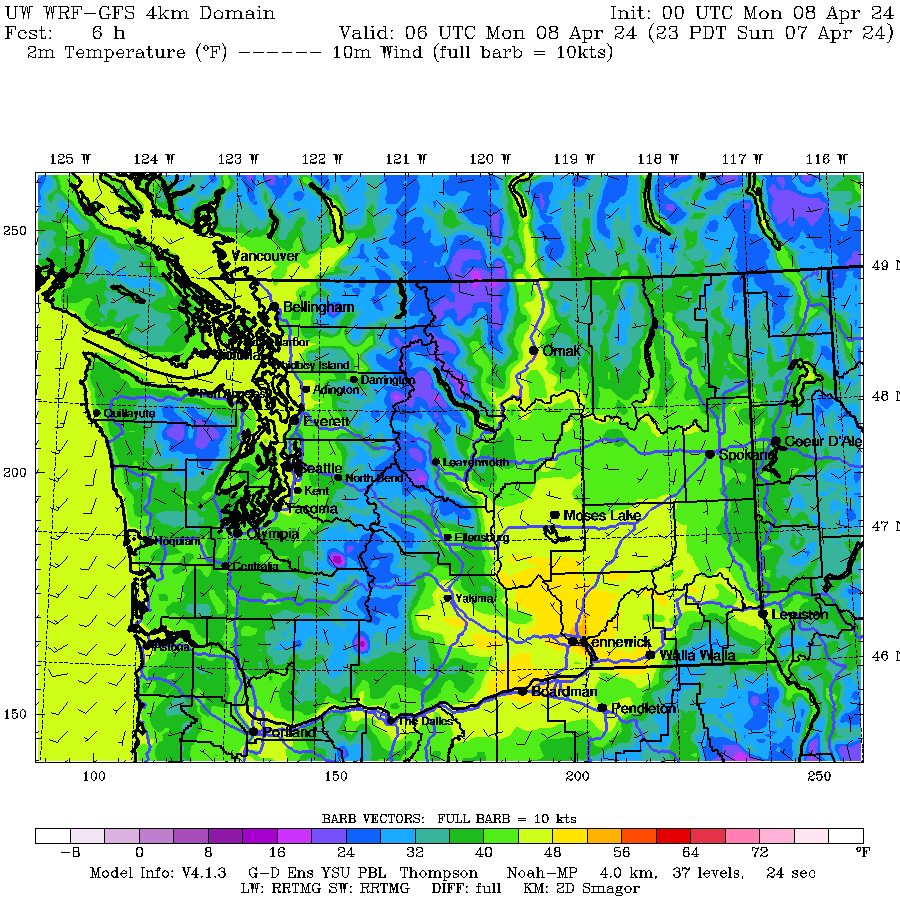 UW WRF-GFS 4km Domain Init: 00 UTC Mon 08 Apr 24
Fcst: 6 h Valid: 06 UTC Mon 08 Apr 24 (23 PDT Sun 07 Apr 24)
2m Temperature (°F) ------ 10m Wind (full barb = 10kts)
125 W 124 W 123 W 122 W 121 W 120 W 119 W 118 W 117 W 116 W
250
Vancouver
49 N
Bellingham
Harbor
Omak
Island
Darrington
Arlington
48 N
Quillayute
Everett
Coeur D'Ale
Spokane
Leavenworth
200
Seattle
North Bend
Kent
Tacoma
Moses Lake
47 N
Olympia
Hoquiam
Ellensburg
Centralia
Yakima
Lewiston
Kennewick
Astoria
Walla Walla
46 N
Boardman
Pendleton
150
The Dalles
Portland
100 150 200 250
BARB VECTORS: FULL BARB = 10 kts
-8 0 8 16 24 32 40 48 56 64 72 °F
Model Info: V4.1.3 G-D Ens YSU PBL Thompson Noah-MP 4.0 km, 37 levels, 24 sec
LW: RRTMG SW: RRTMG DIFF: full KM: 2D Smagor